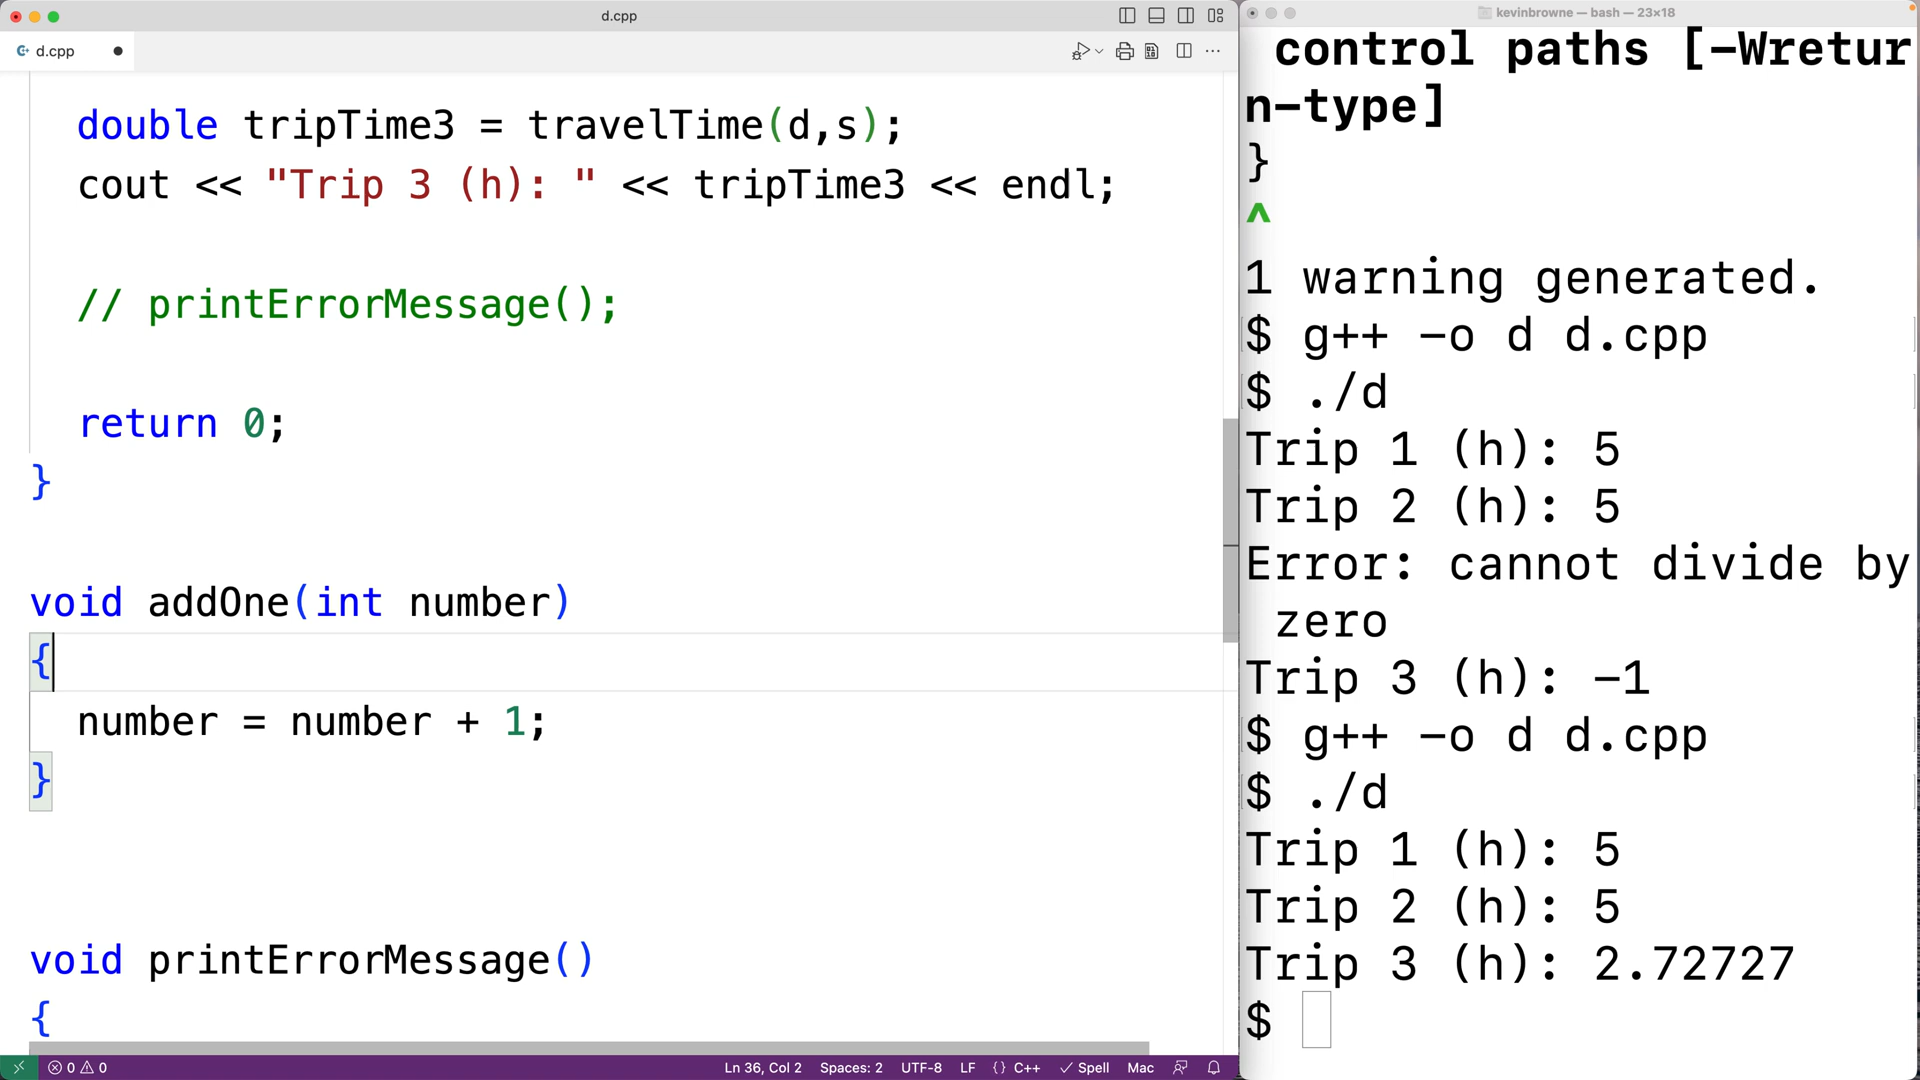 d.cpp
d.cpp
double tripTime3 = travelTime(d,s);
cout << "Trip 3 (h): " << tripTime3 << endl;
// printErrorMessage();
return 0;
}
void addOne(int number)
{
number = number + 1;
}
void printErrorMessage()
{
0 0
Ln 36, Col 2
Spaces: 2
UTF-8
LF
{} C++
Spell
Mac
kevinbrowne — bash — 23×18
control paths [-Wretur
n-type]
}
^
1 warning generated.
$ g++ -o d d.cpp
$ ./d
Trip 1 (h): 5
Trip 2 (h): 5
Error: cannot divide by
zero
Trip 3 (h): -1
$ g++ -o d d.cpp
$ ./d
Trip 1 (h): 5
Trip 2 (h): 5
Trip 3 (h): 2.72727
$